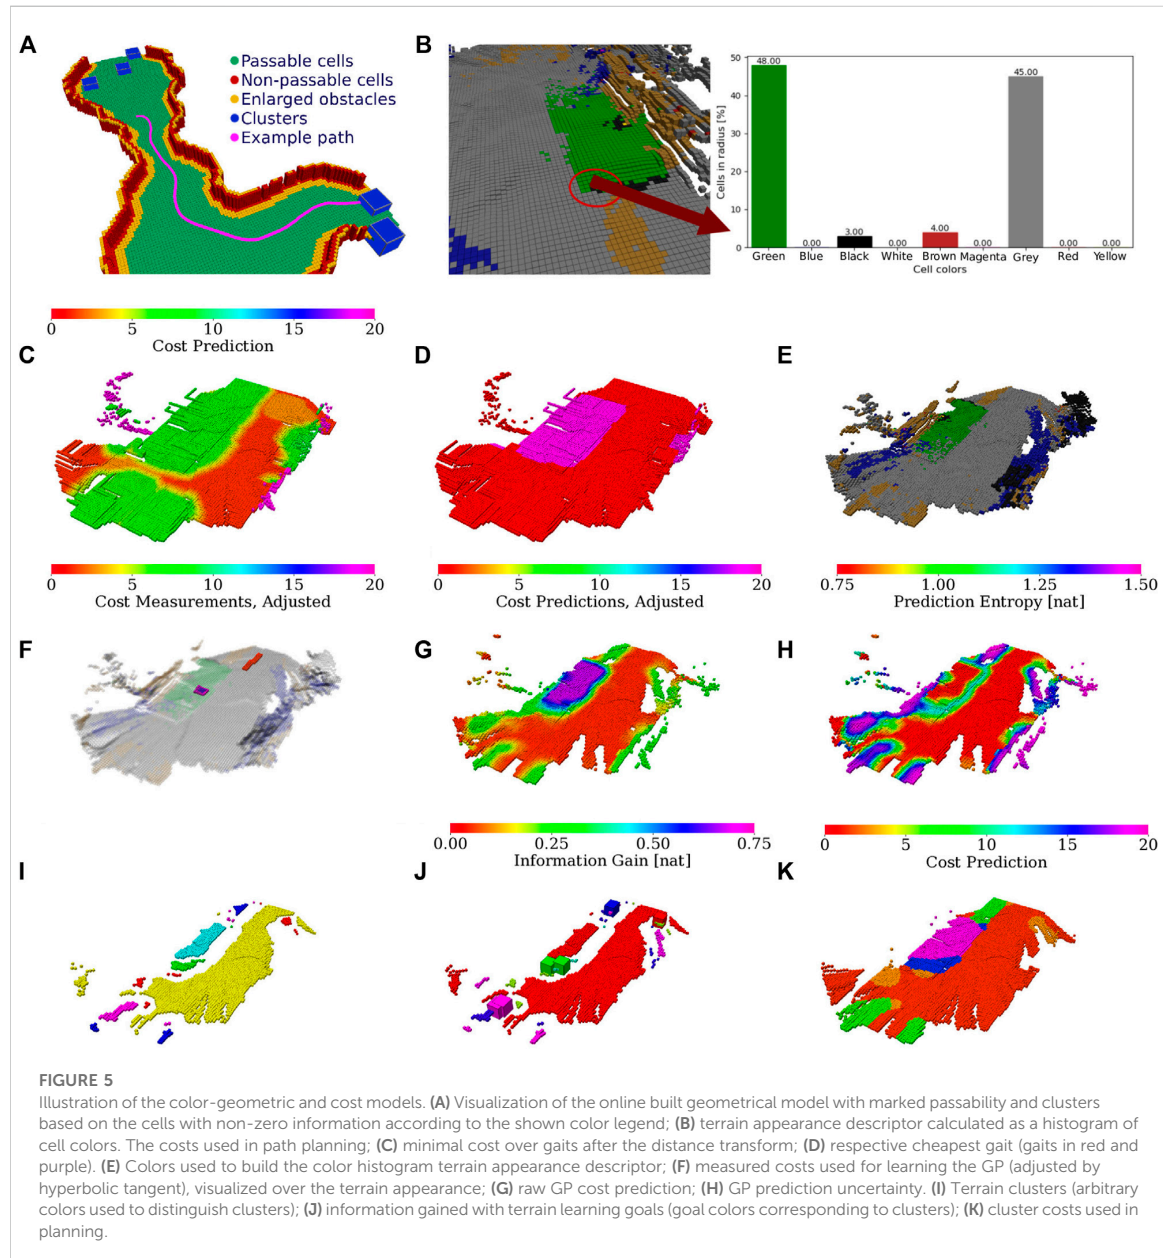 A
Passable cells
Non-passable cells
Enlarged obstacles
Clusters
Example path
B
Cells in radius [%]
50
40
30
20
10
0
48.00
0.00
3.00
0.00
4.00
0.00
45.00
0.00
0.00
Green
Blue
Black
White
Brown
Magenta
Grey
Red
Yellow
Cell colors
0 5 10 15 20
Cost Prediction
C
D
E
0 5 10 15 20
Cost Measurements, Adjusted
0 5 10 15 20
Cost Predictions, Adjusted
0.75 1.00 1.25 1.50
Prediction Entropy [nat]
F
G
H
0.00 0.25 0.50 0.75
Information Gain [nat]
0 5 10 15 20
Cost Prediction
I
J
K
FIGURE 5
Illustration of the color-geometric and cost models. (A) Visualization of the online built geometrical model with marked passability and clusters
based on the cells with non-zero information according to the shown color legend; (B) terrain appearance descriptor calculated as a histogram of
cell colors. The costs used in path planning; (C) minimal cost over gaits after the distance transform; (D) respective cheapest gait (gaits in red and
purple). (E) Colors used to build the color histogram terrain appearance descriptor; (F) measured costs used for learning the GP (adjusted by
hyperbolic tangent), visualized over the terrain appearance; (G) raw GP cost prediction; (H) GP prediction uncertainty. (I) Terrain clusters (arbitrary
colors used to distinguish clusters); (J) information gained with terrain learning goals (goal colors corresponding to clusters); (K) cluster costs used in
planning.